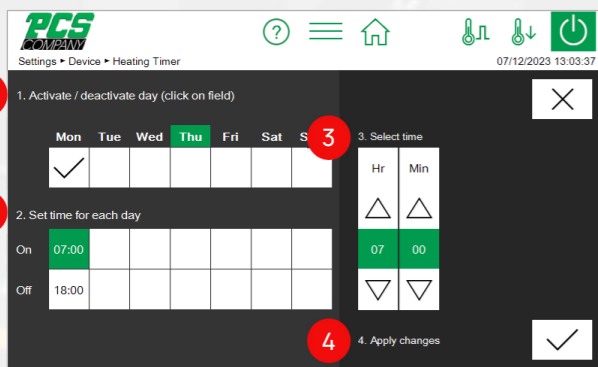 PCS
COMPANY
?
Settings ► Device ► Heating Timer
07/12/2023 13:03:37
1. Activate / deactivate day (click on field)
Mon Tue Wed Thu Fri Sat S
3
3. Select time
Hr Min
2. Set time for each day
On 07:00
07 00
Off 18:00
4
4. Apply changes